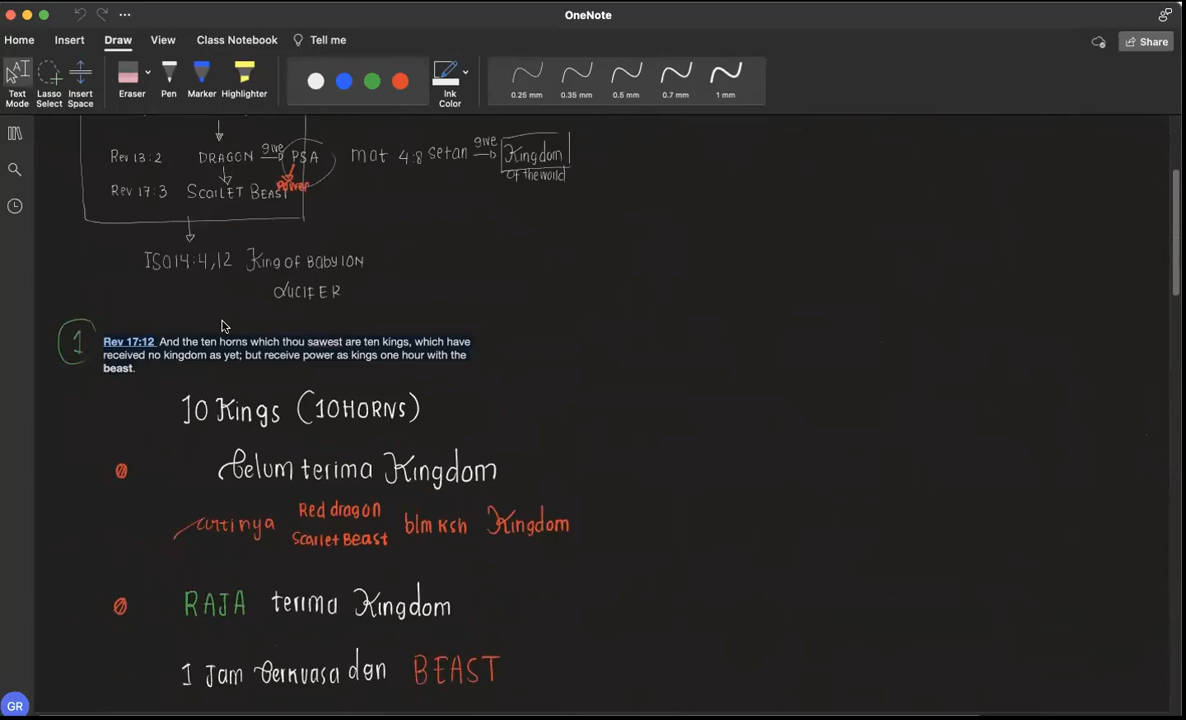 OneNote
Home Insert Draw View Class Notebook Tell me
Share
Text Mode
Lasso Select
Insert Space
Eraser
Pen
Marker
Highlighter
Ink Color
0.25 mm
0.35 mm
0.5 mm
0.7 mm
1 mm
Rev 13:2 DRAGON give PSA mat 4:8 setan give Kingdom
Of the world
Power
Rev 17:3 Scarlet Beast
ISa 14:4,12 King of Babylon
LUCIFER
1
Rev 17:12 And the ten horns which thou sawest are ten kings, which have
received no kingdom as yet; but receive power as kings one hour with the
beast.
10 Kings (10HORNS)
belum terima Kingdom
artinya Red dragon blm ksh Kingdom
Scarlet Beast
RAJA terima Kingdom
1 Jam berkuasa dgn BEAST
GR